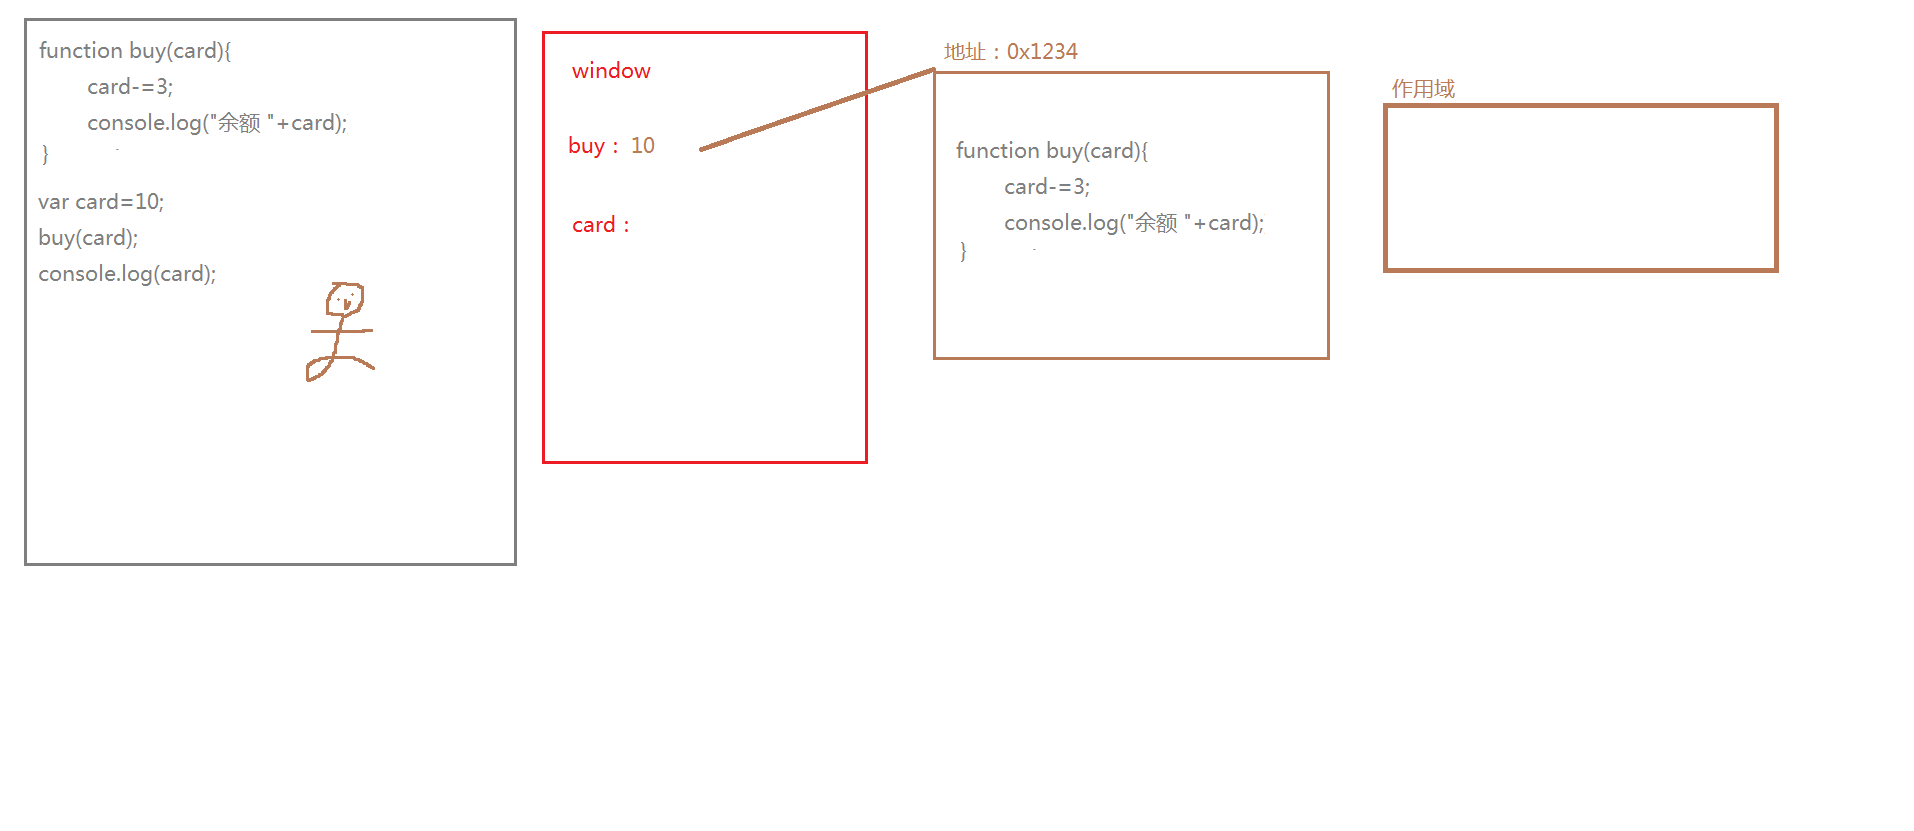 function buy(card){
card-=3;
console.log("余额 "+card);
}
var card=10;
buy(card);
console.log(card);
window
buy： 10
card：
地址：0x1234
function buy(card){
card-=3;
console.log("余额 "+card);
}
作用域